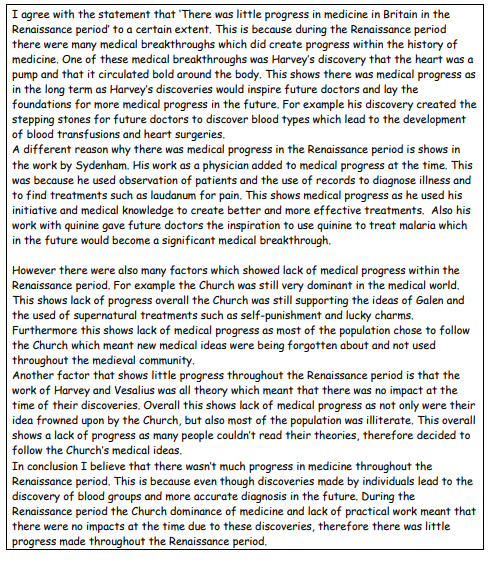 I agree with the statement that 'There was little progress in medicine in Britain in the
Renaissance period' to a certain extent. This is because during the Renaissance period
there were many medical breakthroughs which did create progress within the history of
medicine. One of these medical breakthroughs was Harvey's discovery that the heart was a
pump and that it circulated bold around the body. This shows there was medical progress as
in the long term as Harvey's discoveries would inspire future doctors and lay the
foundations for more medical progress in the future. For example his discovery created the
stepping stones for future doctors to discover blood types which lead to the development
of blood transfusions and heart surgeries.
A different reason why there was medical progress in the Renaissance period is shows in
the work by Sydenham. His work as a physician added to medical progress at the time. This
was because he used observation of patients and the use of records to diagnose illness and
to find treatments such as laudanum for pain. This shows medical progress as he used his
initiative and medical knowledge to create better and more effective treatments. Also his
work with quinine gave future doctors the inspiration to use quinine to treat malaria which
in the future would become a significant medical breakthrough.
However there were also many factors which showed lack of medical progress within the
Renaissance period. For example the Church was still very dominant in the medical world.
This shows lack of progress overall the Church was still supporting the ideas of Galen and
the used of supernatural treatments such as self-punishment and lucky charms.
Furthermore this shows lack of medical progress as most of the population chose to follow
the Church which meant new medical ideas were being forgotten about and not used
throughout the medieval community.
Another factor that shows little progress throughout the Renaissance period is that the
work of Harvey and Vesalius was all theory which meant that there was no impact at the
time of their discoveries. Overall this shows lack of medical progress as not only were their
idea frowned upon by the Church, but also most of the population was illiterate. This overall
shows a lack of progress as many people couldn't read their theories, therefore decided to
follow the Church's medical ideas.
In conclusion I believe that there wasn't much progress in medicine throughout the
Renaissance period. This is because even though discoveries made by individuals lead to the
discovery of blood groups and more accurate diagnosis in the future. During the
Renaissance period the Church dominance of medicine and lack of practical work meant that
there were no impacts at the time due to these discoveries, therefore there was little
progress made throughout the Renaissance period.